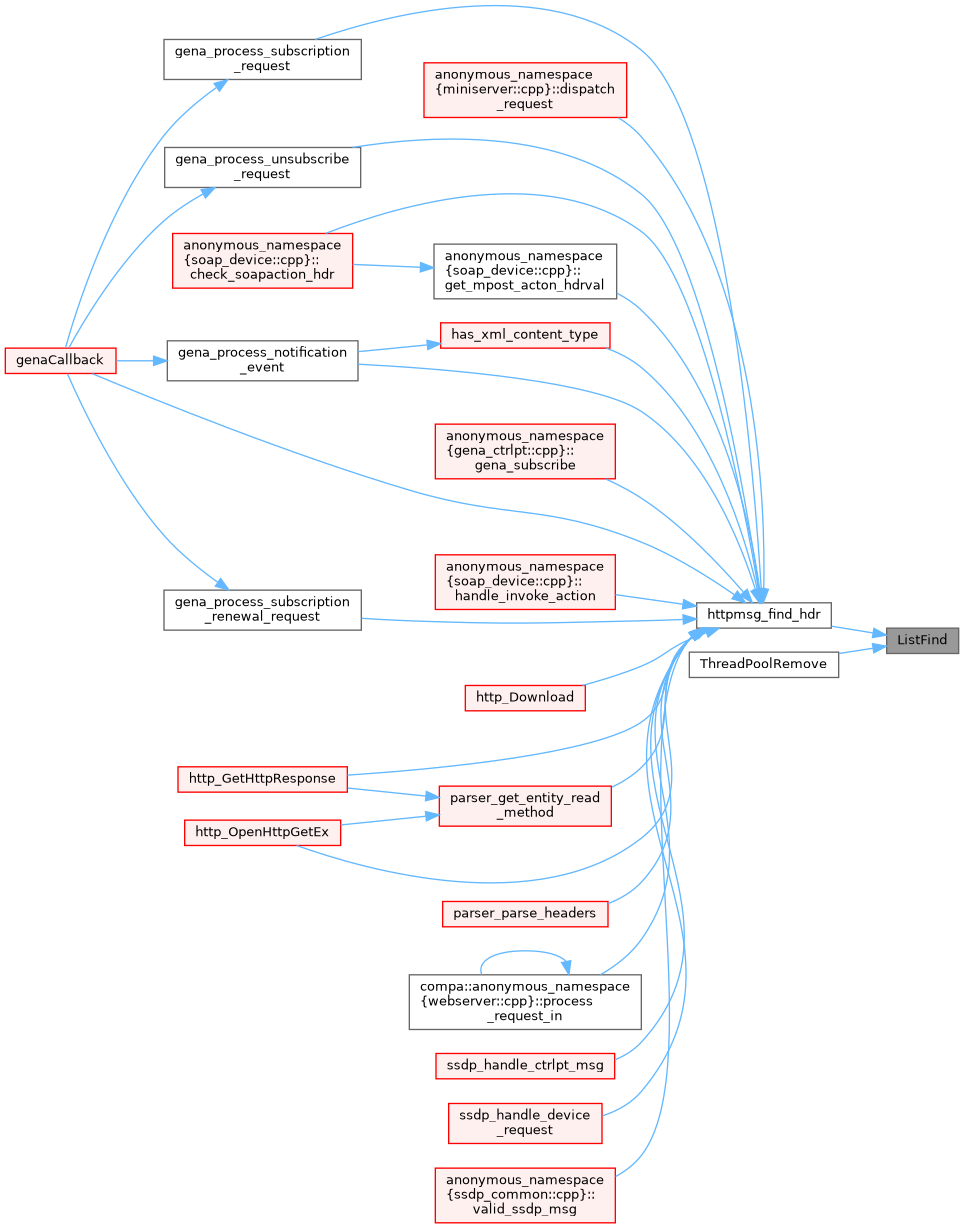 gena_process_subscription
_request
anonymous_namespace
{miniserver::cpp}::dispatch
_request
gena_process_unsubscribe
_request
anonymous_namespace
{soap_device::cpp}::
check_soapaction_hdr
anonymous_namespace
{soap_device::cpp}::
get_mpost_acton_hdrval
has_xml_content_type
genaCallback
gena_process_notification
_event
anonymous_namespace
{gena_ctrlpt::cpp}::
gena_subscribe
anonymous_namespace
{soap_device::cpp}::
handle_invoke_action
gena_process_subscription
_renewal_request
httpmsg_find_hdr
ListFind
ThreadPoolRemove
http_Download
http_GetHttpResponse
parser_get_entity_read
_method
http_OpenHttpGetEx
parser_parse_headers
compa::anonymous_namespace
{webserver::cpp}::process
_request_in
ssdp_handle_ctrlpt_msg
ssdp_handle_device
_request
anonymous_namespace
{ssdp_common::cpp}::
valid_ssdp_msg